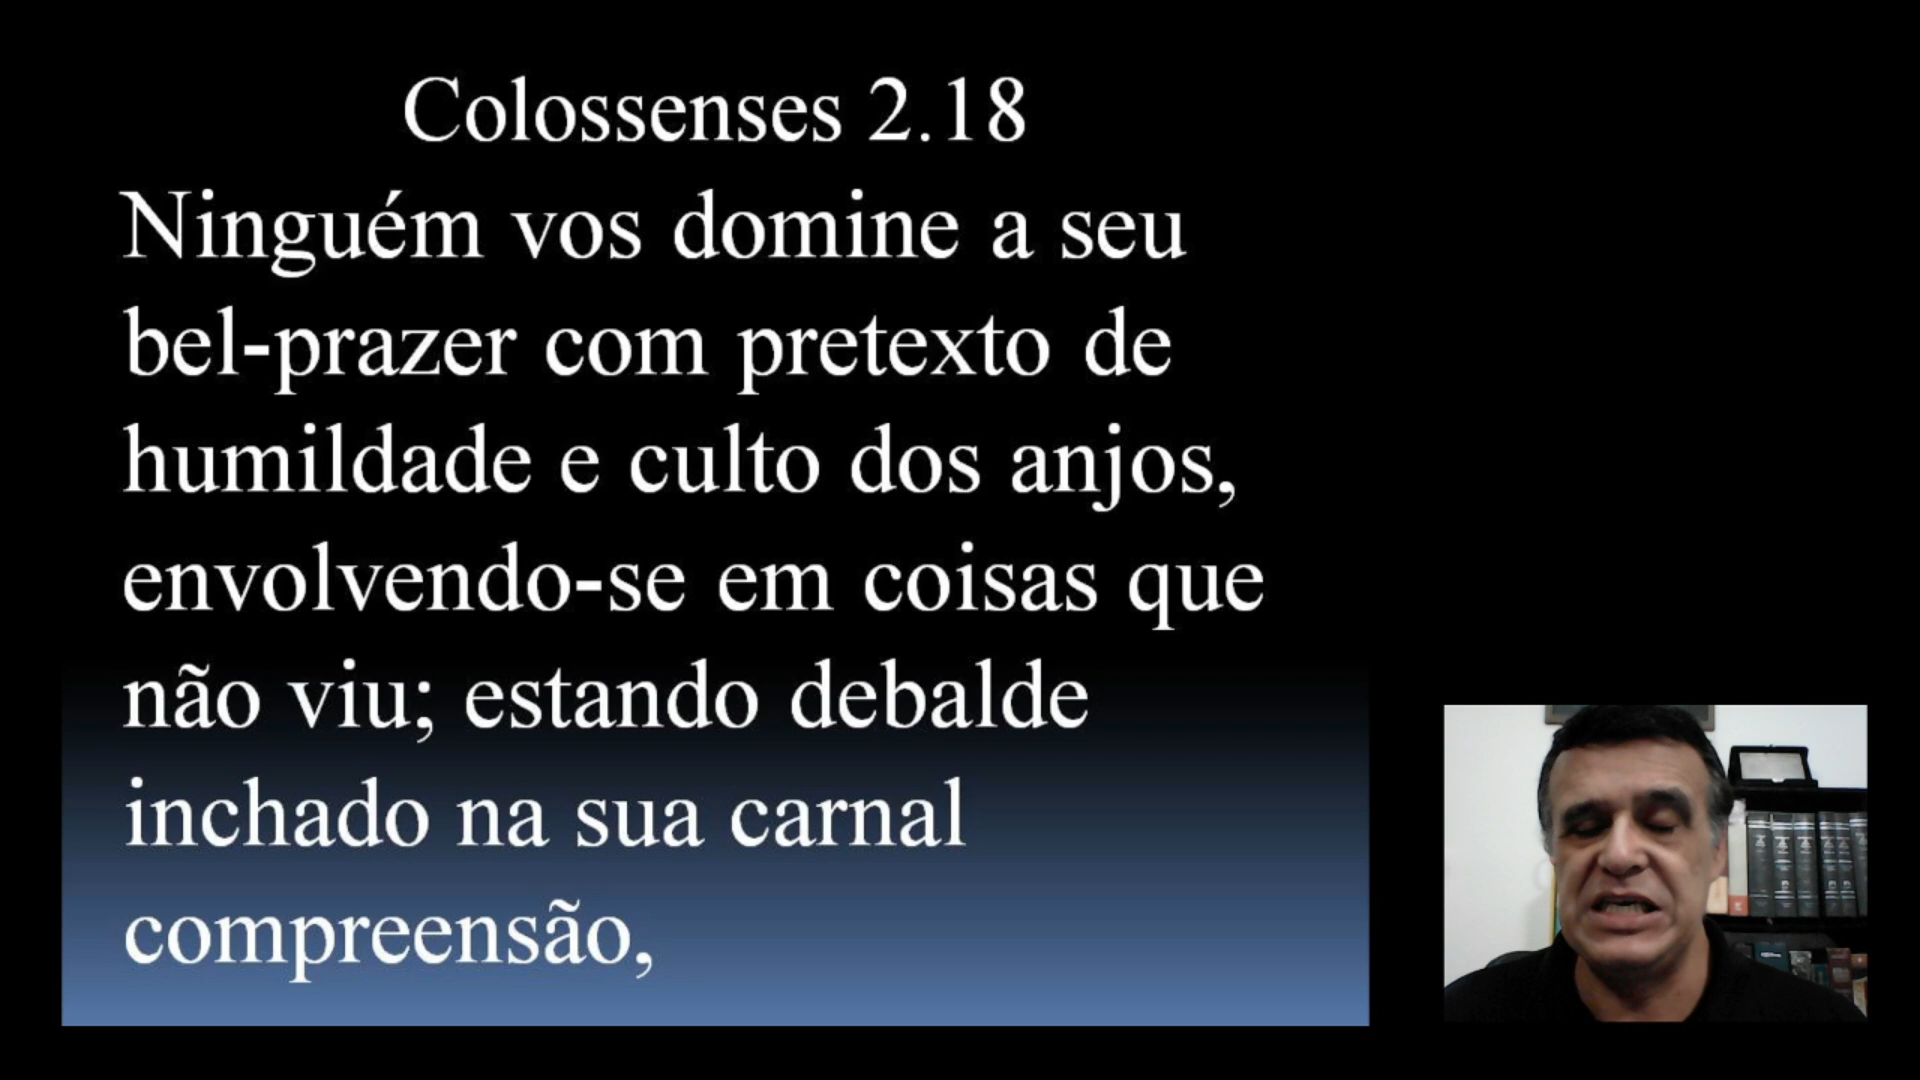 Colossenses 2.18
Ninguém vos domine a seu
bel-prazer com pretexto de
humildade e culto dos anjos,
envolvendo-se em coisas que
não viu; estando debalde
inchado na sua carnal
compreensão,